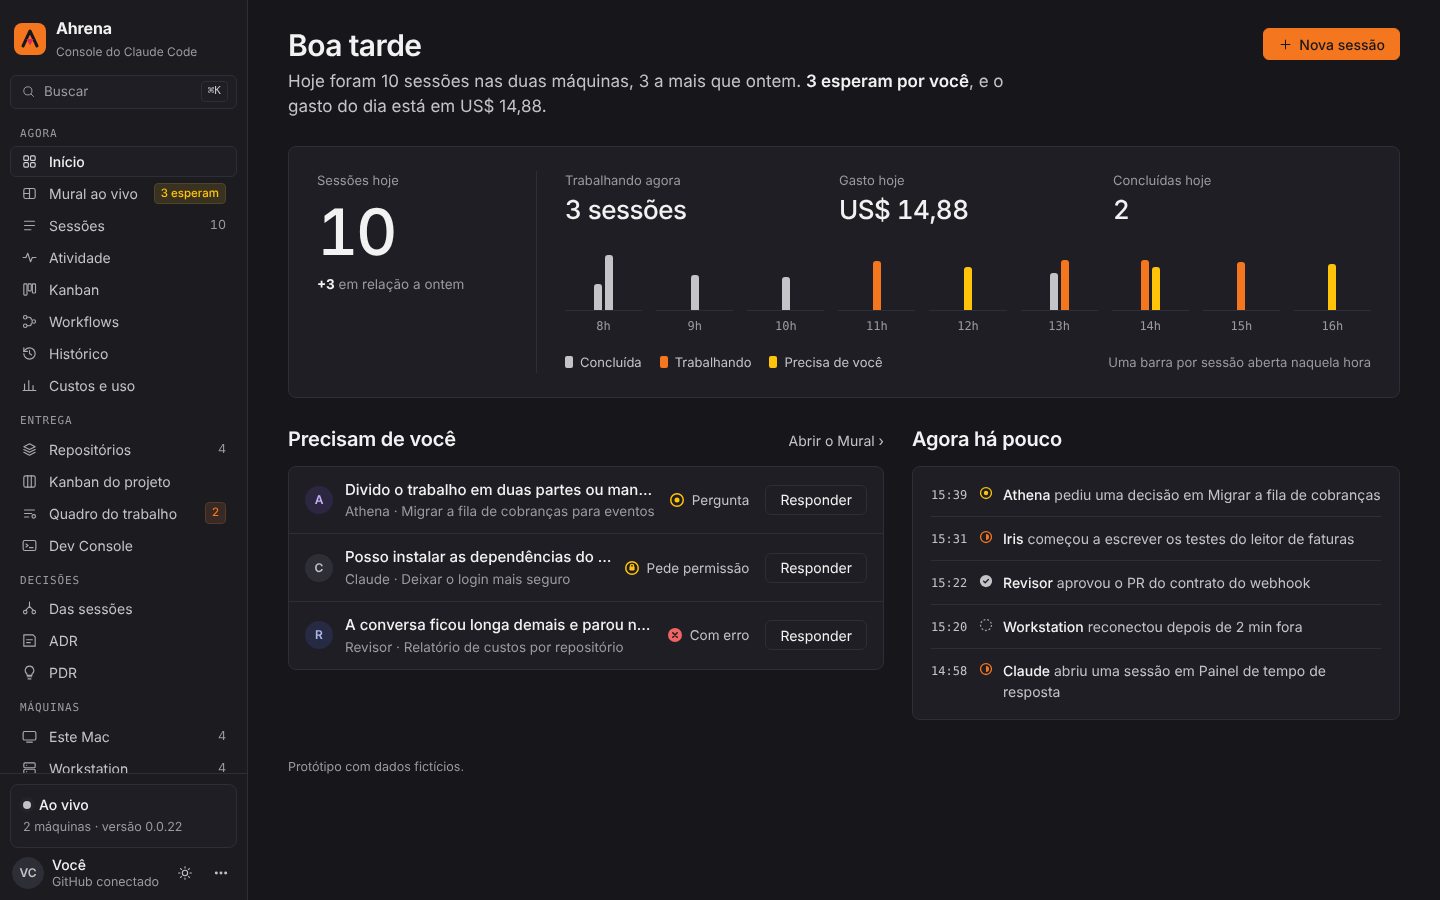 Ahrena
Console do Claude Code
Buscar ⌘K
AGORA
Início
Mural ao vivo 3 esperam
Sessões 10
Atividade
Kanban
Workflows
Histórico
Custos e uso
ENTREGA
Repositórios 4
Kanban do projeto
Quadro do trabalho 2
Dev Console
DECISÕES
Das sessões
ADR
PDR
MÁQUINAS
Este Mac 4
Workstation 4
Ao vivo
2 máquinas · versão 0.0.22
VC
Você
GitHub conectado
Boa tarde
+ Nova sessão
Hoje foram 10 sessões nas duas máquinas, 3 a mais que ontem. 3 esperam por você, e o
gasto do dia está em US$ 14,88.
Sessões hoje
10
+3 em relação a ontem
Trabalhando agora
3 sessões
Gasto hoje
US$ 14,88
Concluídas hoje
2
8h 9h 10h 11h 12h 13h 14h 15h 16h
Concluída Trabalhando Precisa de você
Uma barra por sessão aberta naquela hora
Precisam de você
Abrir o Mural ›
A
Divido o trabalho em duas partes ou man...
Athena · Migrar a fila de cobranças para eventos
Pergunta
Responder
C
Posso instalar as dependências do ...
Claude · Deixar o login mais seguro
Pede permissão
Responder
R
A conversa ficou longa demais e parou n...
Revisor · Relatório de custos por repositório
Com erro
Responder
Agora há pouco
15:39 Athena pediu uma decisão em Migrar a fila de cobranças
15:31 Iris começou a escrever os testes do leitor de faturas
15:22 Revisor aprovou o PR do contrato do webhook
15:20 Workstation reconectou depois de 2 min fora
14:58 Claude abriu uma sessão em Painel de tempo de
resposta
Protótipo com dados fictícios.